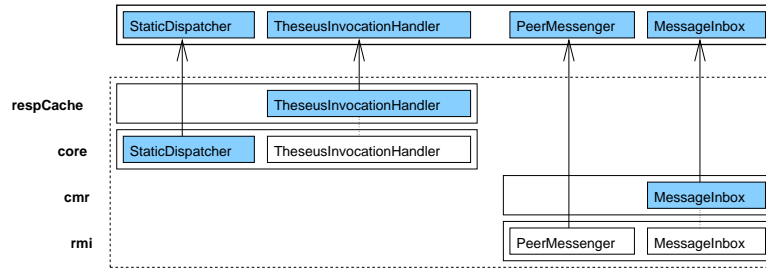 StaticDispatcher TheseusInvocationHandler PeerMessenger MessageInbox
respCache TheseusInvocationHandler
core StaticDispatcher TheseusInvocationHandler
cmr MessageInbox
rmi PeerMessenger MessageInbox